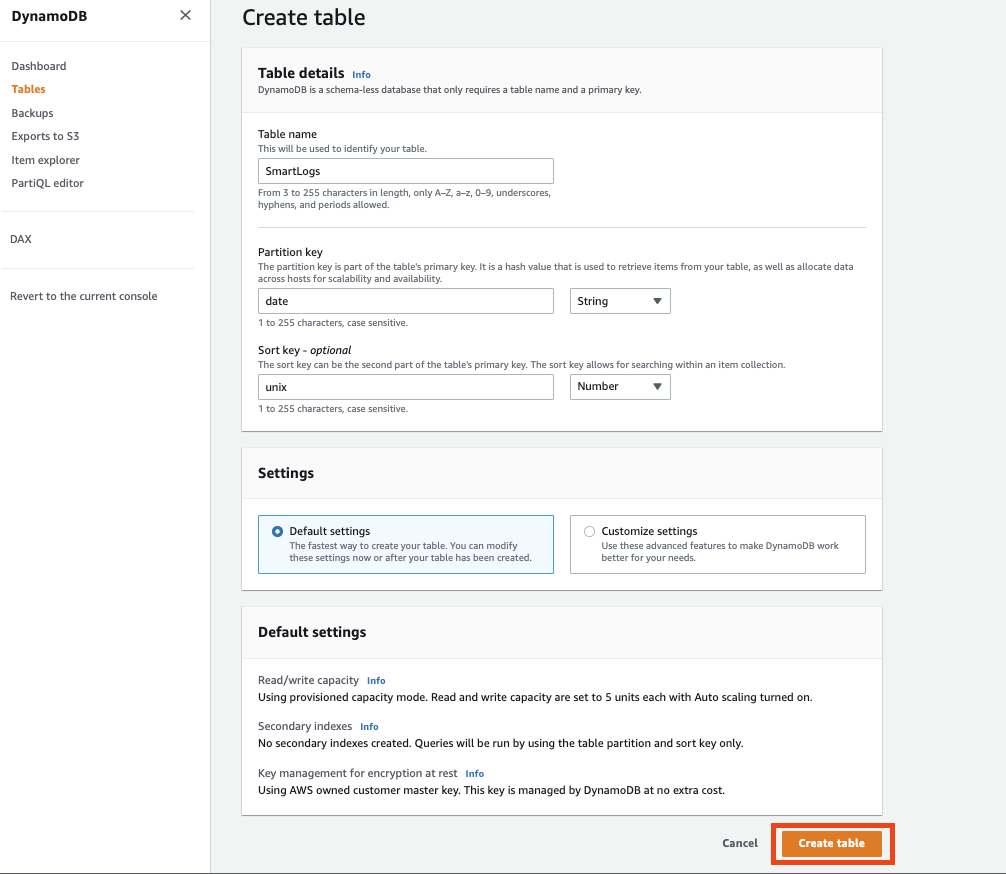 DynamoDB
Dashboard
Tables
Backups
Exports to S3
Item explorer
PartiQL editor
DAX
Revert to the current console
Create table
Table details Info
DynamoDB is a schema-less database that only requires a table name and a primary key.
Table name
This will be used to identify your table.
SmartLogs
From 3 to 255 characters in length, only A–Z, a–z, 0–9, underscores,
hyphens, and periods allowed.
Partition key
The partition key is part of the table's primary key. It is a hash value that is used to retrieve items from your table, as well as allocate data
across hosts for scalability and availability.
date String
1 to 255 characters, case sensitive.
Sort key - optional
The sort key can be the second part of the table's primary key. The sort key allows for searching within an item collection.
unix Number
1 to 255 characters, case sensitive.
Settings
Default settings
The fastest way to create your table. You can modify
these settings now or after your table has been created.
Customize settings
Use these advanced features to make DynamoDB work
better for your needs.
Default settings
Read/write capacity Info
Using provisioned capacity mode. Read and write capacity are set to 5 units each with Auto scaling turned on.
Secondary indexes Info
No secondary indexes created. Queries will be run by using the table partition and sort key only.
Key management for encryption at rest Info
Using AWS owned customer master key. This key is managed by DynamoDB at no extra cost.
Cancel Create table